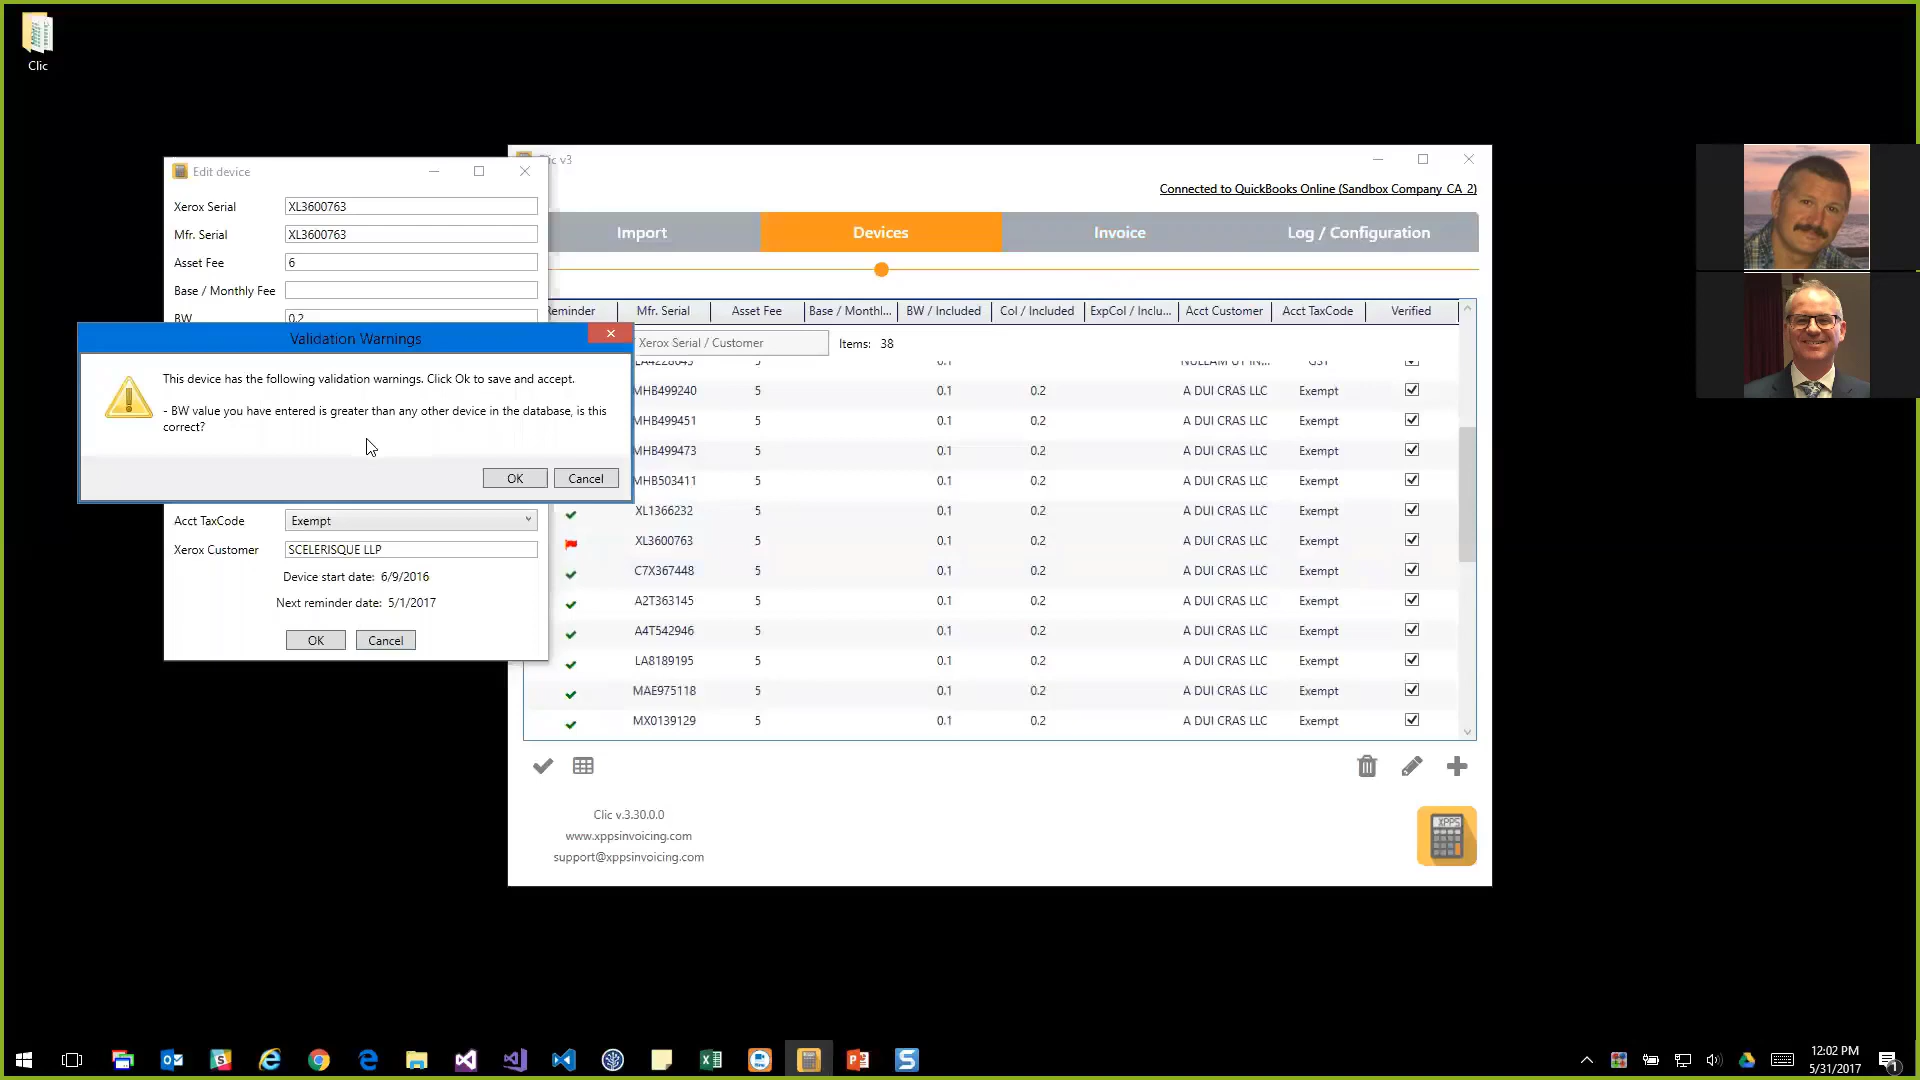 Clic
Edit device
Xerox Serial XL3600763
Mfr. Serial XL3600763
Asset Fee 6
Base / Monthly Fee
BW 0.2
Validation Warnings
This device has the following validation warnings. Click Ok to save and accept.
- BW value you have entered is greater than any other device in the database, is this
correct?
OK Cancel
Acct TaxCode Exempt
Xerox Customer SCELERISQUE LLP
Device start date: 6/9/2016
Next reminder date: 5/1/2017
OK Cancel
Clic v3
Connected to QuickBooks Online (Sandbox Company CA 2)
Import Devices Invoice Log / Configuration
Reminder Mfr. Serial Asset Fee Base / Monthl... BW / Included Col / Included ExpCol / Inclu... Acct Customer Acct TaxCode Verified
/ Xerox Serial / Customer Items: 38
5 0.1 NULLAM UT IN... GST
MHB499240 5 0.1 0.2 A DUI CRAS LLC Exempt
MHB499451 5 0.1 0.2 A DUI CRAS LLC Exempt
MHB499473 5 0.1 0.2 A DUI CRAS LLC Exempt
MHB503411 5 0.1 0.2 A DUI CRAS LLC Exempt
XL1366232 5 0.1 0.2 A DUI CRAS LLC Exempt
XL3600763 5 0.1 0.2 A DUI CRAS LLC Exempt
C7X367448 5 0.1 0.2 A DUI CRAS LLC Exempt
A2T363145 5 0.1 0.2 A DUI CRAS LLC Exempt
A4T542946 5 0.1 0.2 A DUI CRAS LLC Exempt
LA8189195 5 0.1 0.2 A DUI CRAS LLC Exempt
MAE975118 5 0.1 0.2 A DUI CRAS LLC Exempt
MX0139129 5 0.1 0.2 A DUI CRAS LLC Exempt
Clic v.3.30.0.0
www.xppsinvoicing.com
support@xppsinvoicing.com
XPPS
12:02 PM
5/31/2017
1